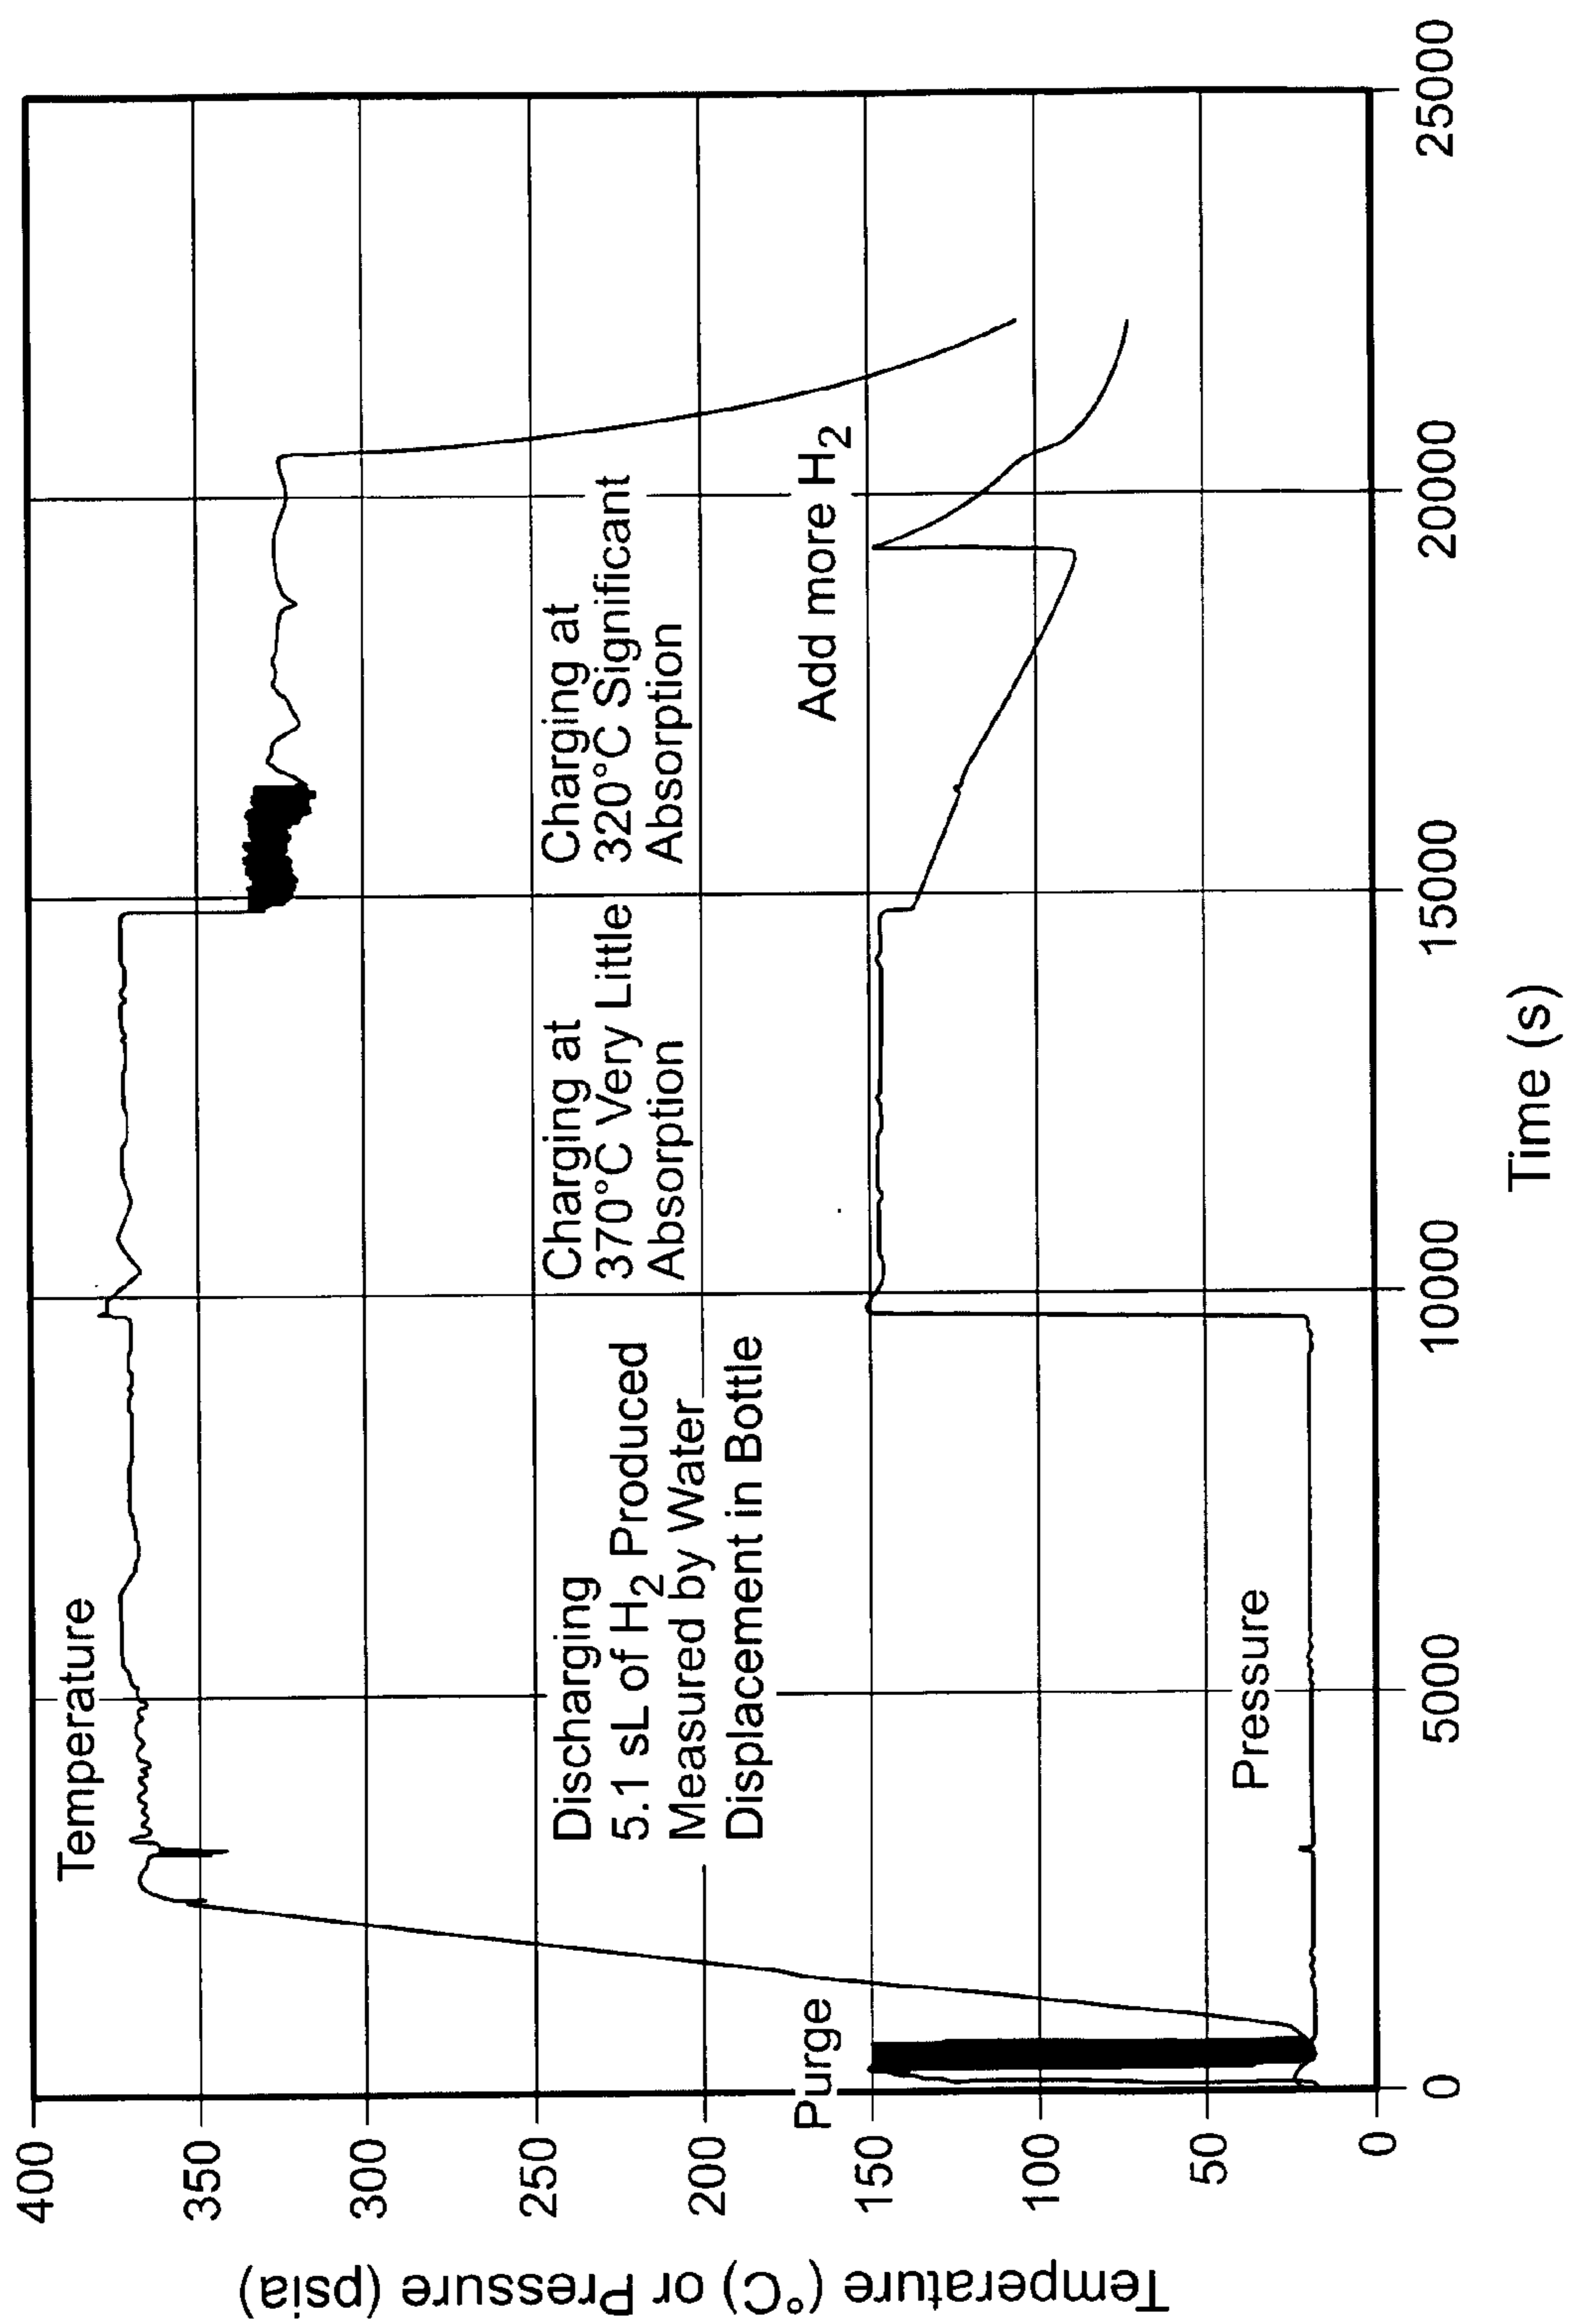 Temperature (°C) or Pressure (psia)
400
350
300
250
200
150
100
50
0
Temperature
Discharging
5.1 sL of H2 Produced
Measured by Water
Displacement in Bottle
Charging at
370°C Very Little
Absorption
Charging at
320°C Significant
Absorption
Purge
Add more H2
Pressure
0
5000
10000
15000
20000
25000
Time (s)